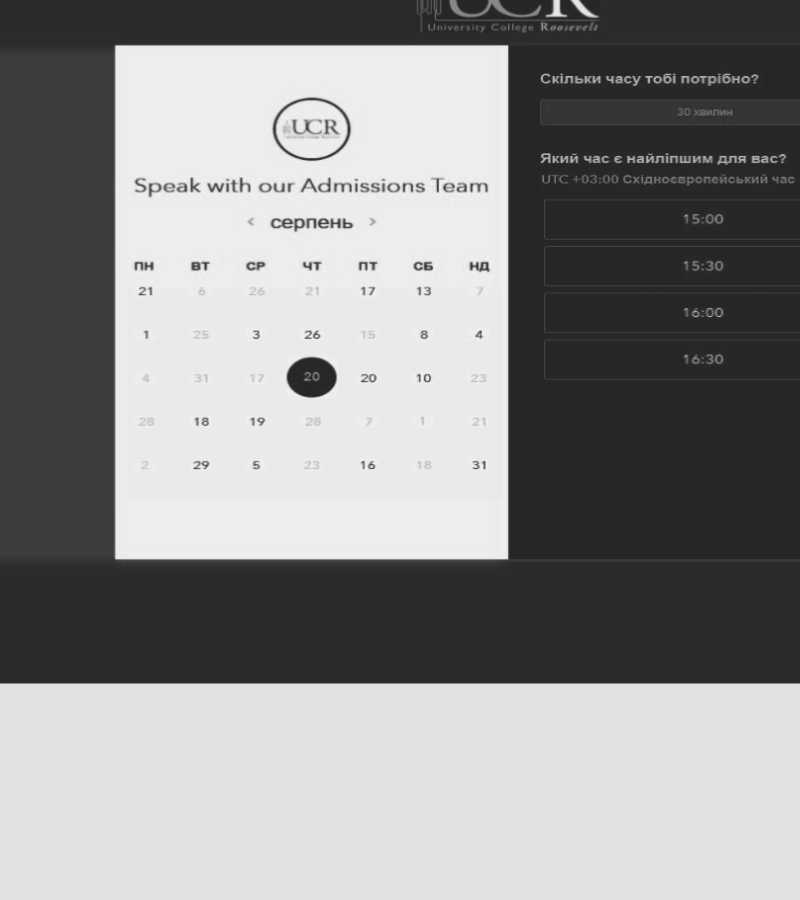 UCR
University College Roosevelt
UCR
Speak with our Admissions Team
< серпень >
ПН ВТ СР ЧТ ПТ СБ НД
21 6 26 21 17 13 7
1 25 3 26 15 8 4
4 31 17 20 20 10 23
28 18 19 28 7 1 21
2 29 5 23 16 18 31
Скільки часу тобі потрібно?
30 хвилин
Який час є найліпшим для вас?
UTC +03:00 Східноєвропейський час
15:00
15:30
16:00
16:30